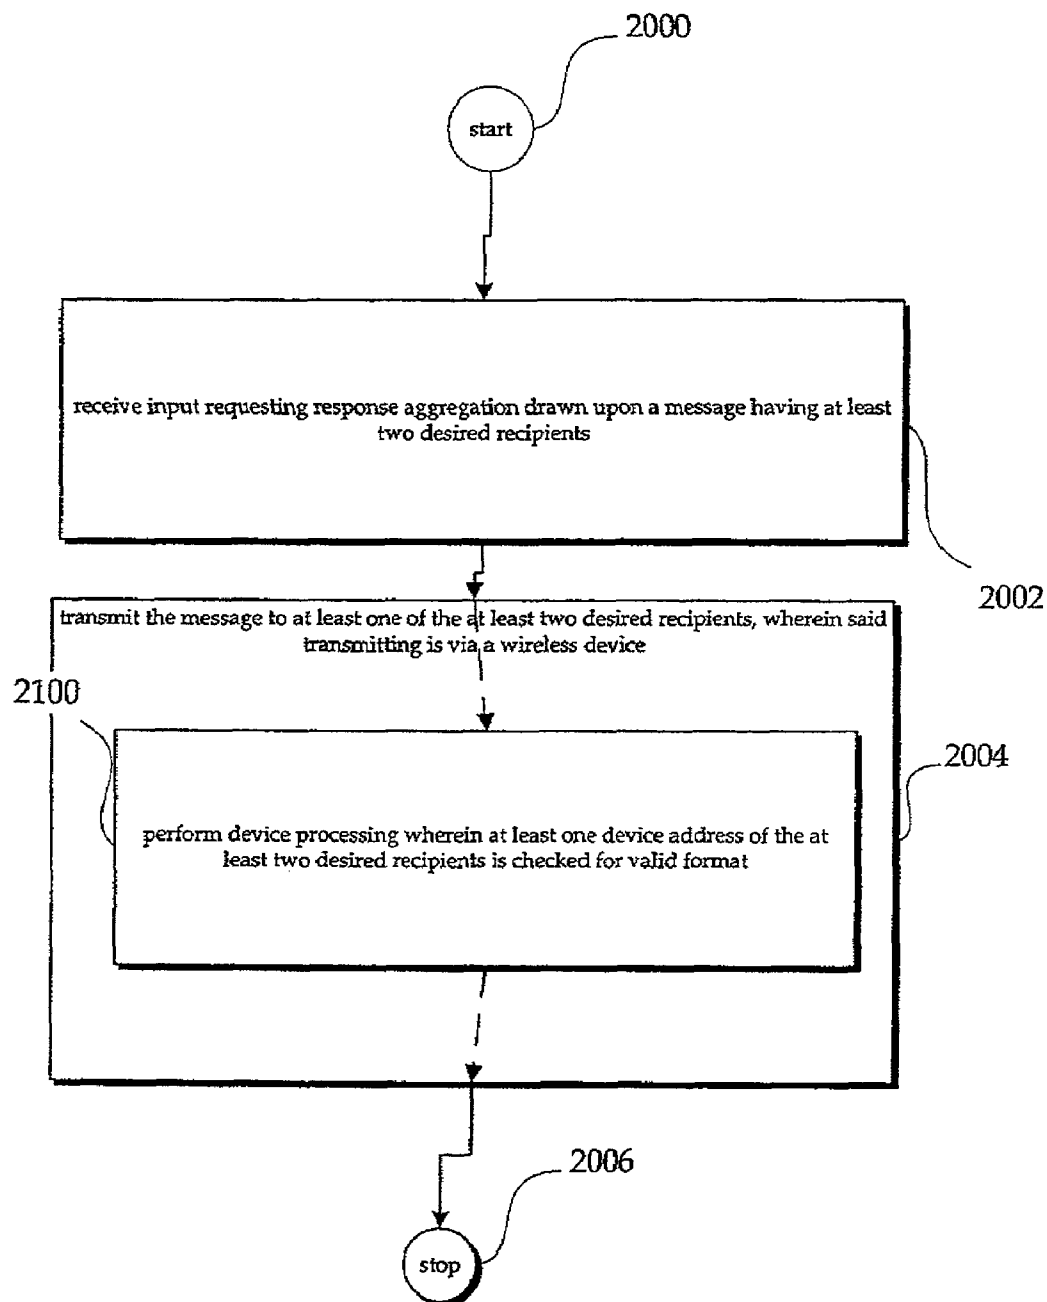 2000
start
receive input requesting response aggregation drawn upon a message having at least
two desired recipients
2002
transmit the message to at least one of the at least two desired recipients, wherein said
transmitting is via a wireless device
2100
2004
perform device processing wherein at least one device address of the at
least two desired recipients is checked for valid format
2006
stop